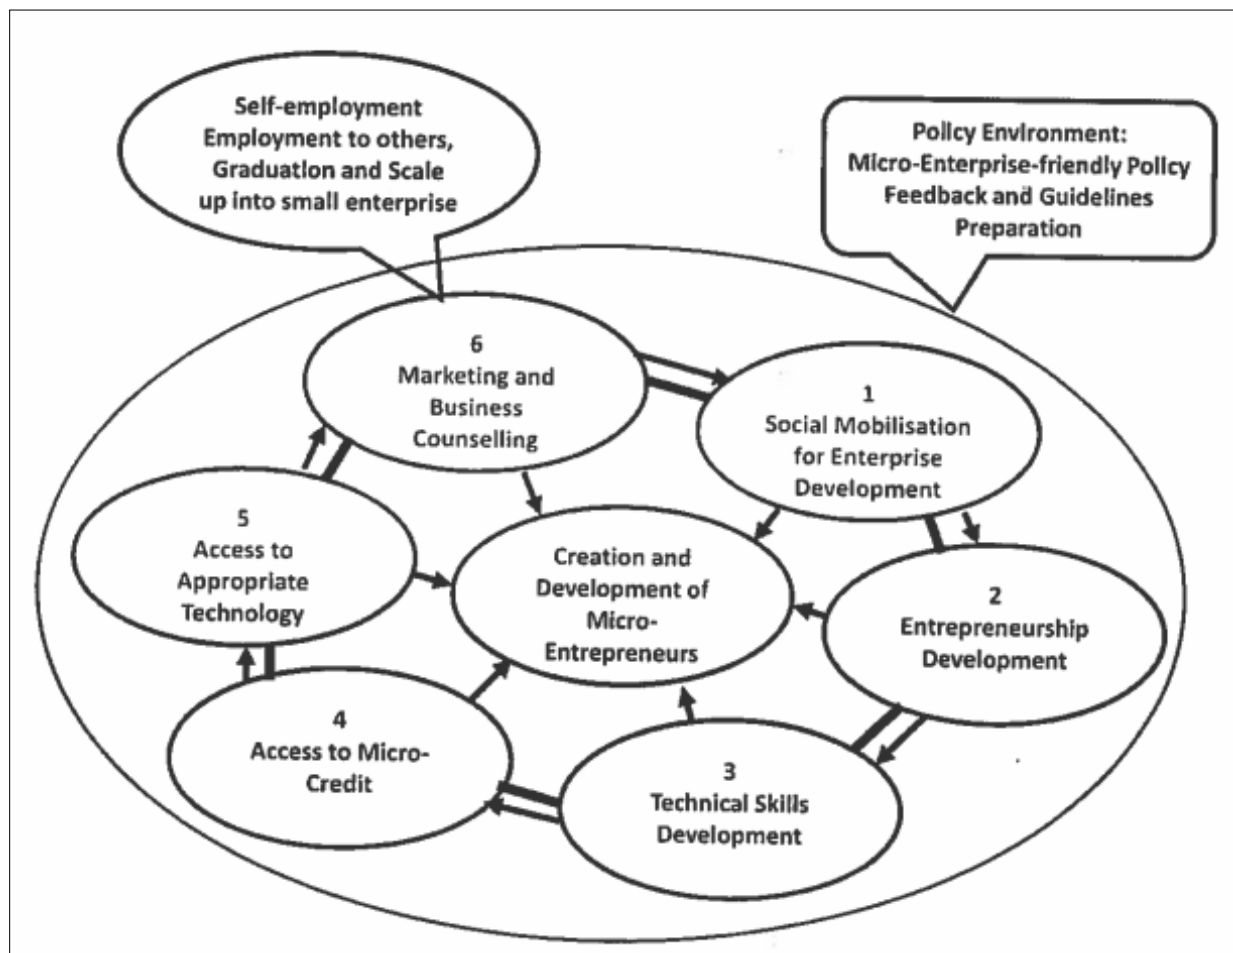 Self-employment
Employment to others,
Graduation and Scale
up into small enterprise
Policy Environment:
Micro-Enterprise-friendly Policy
Feedback and Guidelines
Preparation
6
Marketing and
Business
Counselling
1
Social Mobilisation
for Enterprise
Development
5
Access to
Appropriate
Technology
Creation and
Development of
Micro-
Entrepreneurs
2
Entrepreneurship
Development
4
Access to Micro-
Credit
3
Technical Skills
Development